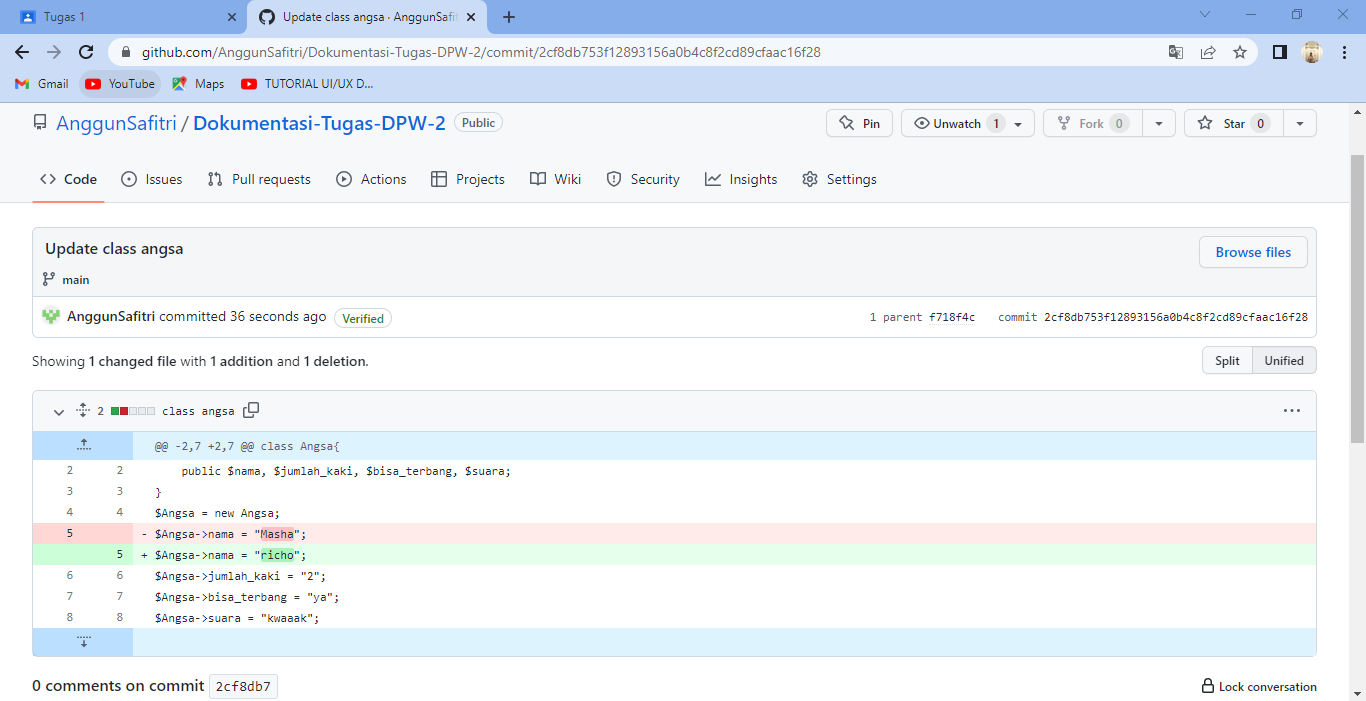 Tugas 1
Update class angsa · AnggunSafit
github.com/AnggunSafitri/Dokumentasi-Tugas-DPW-2/commit/2cf8db753f12893156a0b4c8f2cd89cfaac16f28
Gmail YouTube Maps TUTORIAL UI/UX D...
AnggunSafitri / Dokumentasi-Tugas-DPW-2 Public
Pin Unwatch 1 Fork 0 Star 0
Code Issues Pull requests Actions Projects Wiki Security Insights Settings
Update class angsa
Browse files
main
AnggunSafitri committed 36 seconds ago Verified
1 parent f718f4c commit 2cf8db753f12893156a0b4c8f2cd89cfaac16f28
Showing 1 changed file with 1 addition and 1 deletion.
Split Unified
2 class angsa
@@ -2,7 +2,7 @@ class Angsa{
2 2 public $nama, $jumlah_kaki, $bisa_terbang, $suara;
3 3 }
4 4 $Angsa = new Angsa;
5 - $Angsa->nama = "Masha";
5 + $Angsa->nama = "richo";
6 6 $Angsa->jumlah_kaki = "2";
7 7 $Angsa->bisa_terbang = "ya";
8 8 $Angsa->suara = "kwaaak";
0 comments on commit 2cf8db7
Lock conversation